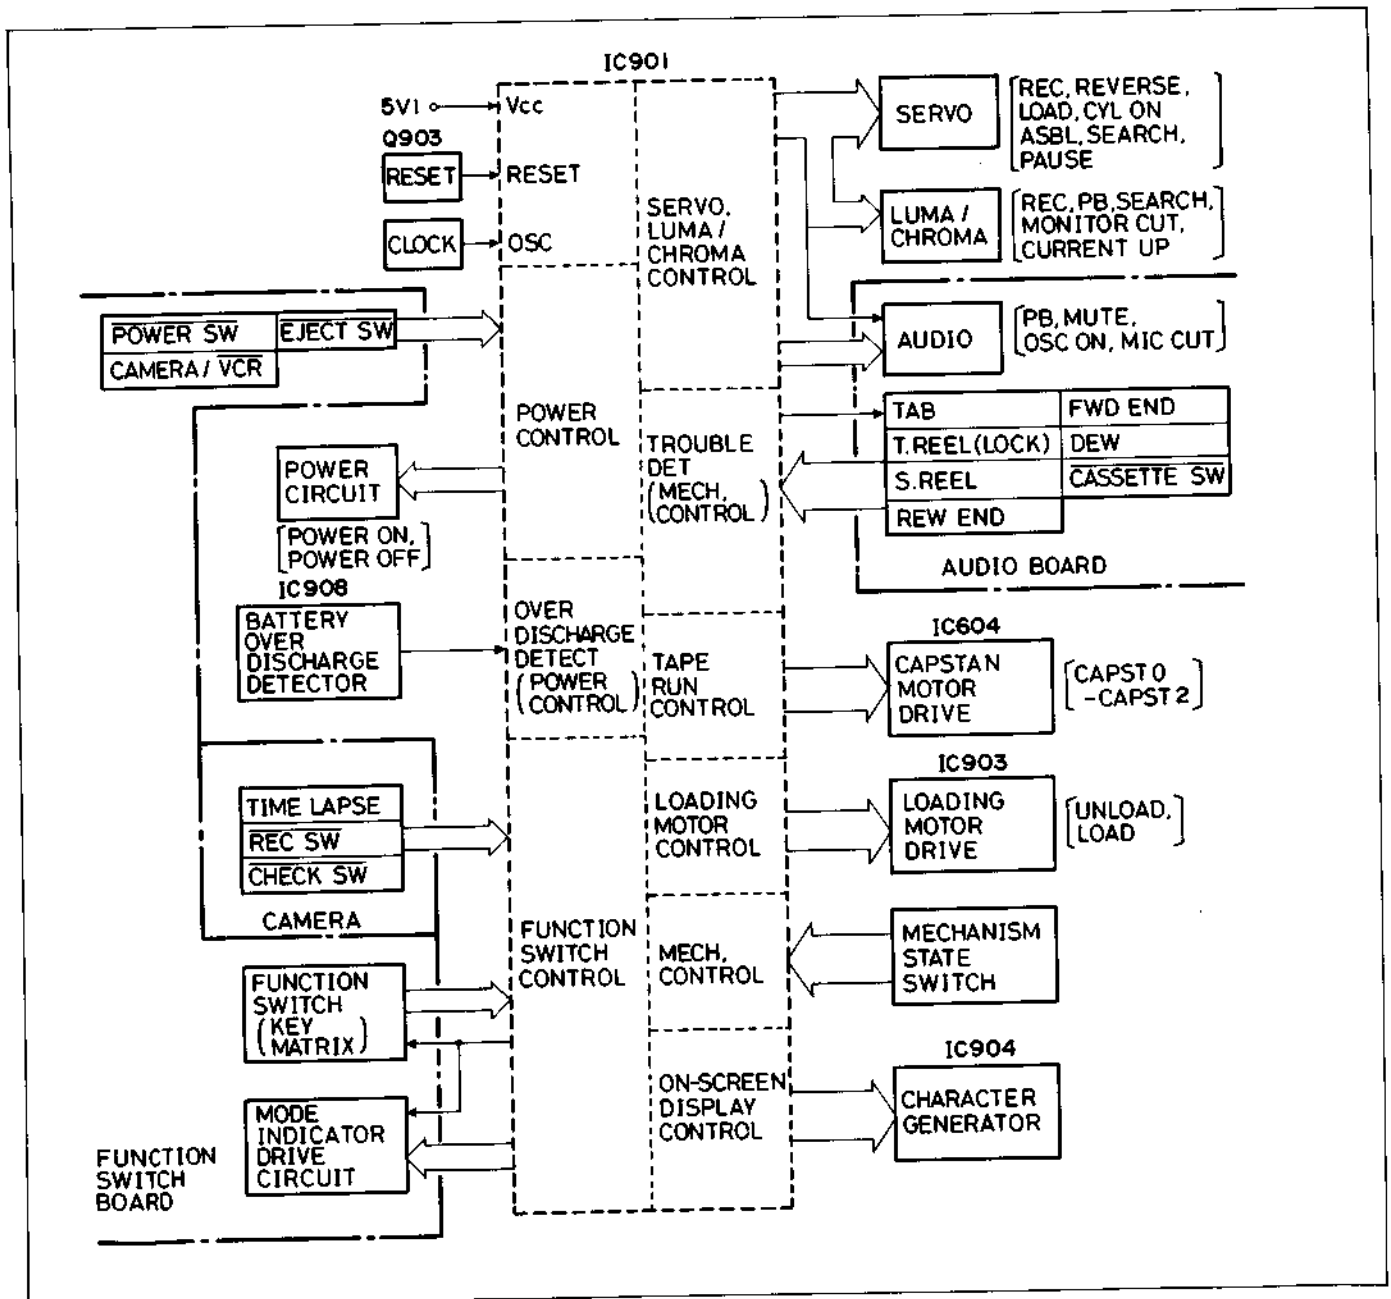 IC901
5V1
Vcc
Q903
RESET
RESET
CLOCK
OSC
SERVO,
LUMA/
CHROMA
CONTROL
SERVO
REC, REVERSE,
LOAD, CYL ON
ASBL, SEARCH,
PAUSE
LUMA/
CHROMA
REC, PB, SEARCH,
MONITOR CUT,
CURRENT UP
POWER SW
EJECT SW
CAMERA/VCR
AUDIO
PB, MUTE,
OSC ON, MIC CUT
POWER
CONTROL
TROUBLE
DET
(MECH.
CONTROL)
TAB
FWD END
T.REEL(LOCK)
DEW
S.REEL
CASSETTE SW
REW END
AUDIO BOARD
POWER
CIRCUIT
POWER ON,
POWER OFF
IC908
BATTERY
OVER
DISCHARGE
DETECTOR
OVER
DISCHARGE
DETECT
(POWER
CONTROL)
TAPE
RUN
CONTROL
IC604
CAPSTAN
MOTOR
DRIVE
CAPST 0
-CAPST 2
TIME LAPSE
REC SW
CHECK SW
CAMERA
LOADING
MOTOR
CONTROL
IC903
LOADING
MOTOR
DRIVE
UNLOAD,
LOAD
FUNCTION
SWITCH
CONTROL
MECH.
CONTROL
MECHANISM
STATE
SWITCH
FUNCTION
SWITCH
(KEY
MATRIX)
MODE
INDICATOR
DRIVE
CIRCUIT
FUNCTION
SWITCH
BOARD
ON-SCREEN
DISPLAY
CONTROL
IC904
CHARACTER
GENERATOR